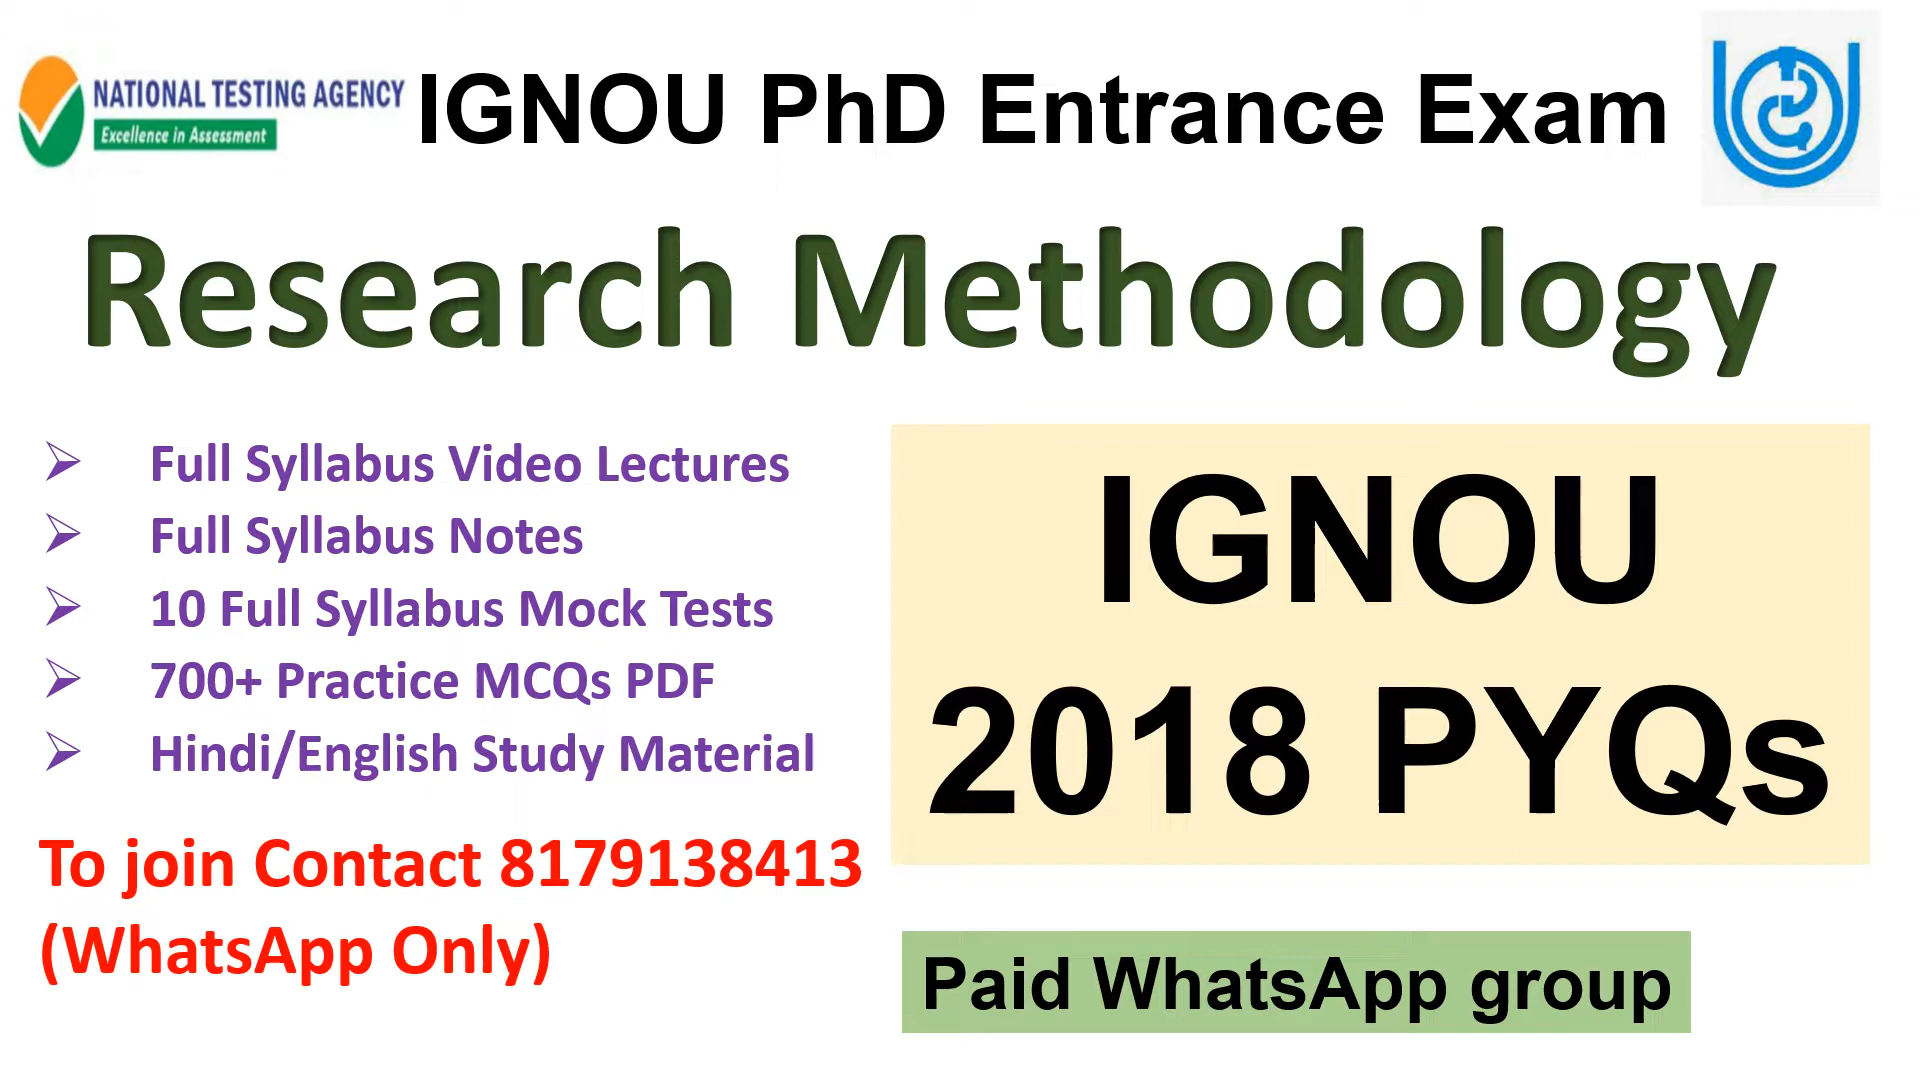 NATIONAL TESTING AGENCY
Excellence in Assessment
IGNOU PhD Entrance Exam
Research Methodology
Full Syllabus Video Lectures
Full Syllabus Notes
10 Full Syllabus Mock Tests
700+ Practice MCQs PDF
Hindi/English Study Material
To join Contact 8179138413
(WhatsApp Only)
IGNOU
2018 PYQs
Paid WhatsApp group